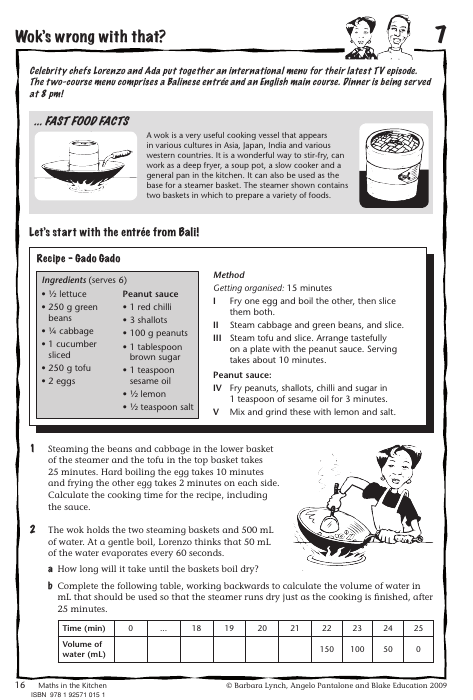 Wok's wrong with that?
7
Celebrity chefs Lorenzo and Ada put together an international menu for their latest TV episode.
The two-course menu comprises a Balinese entrée and an English main course. Dinner is being served
at 8 pm!
... FAST FOOD FACTS
A wok is a very useful cooking vessel that appears
in various cultures in Asia, Japan, India and various
western countries. It is a wonderful way to stir-fry, can
work as a deep fryer, a soup pot, a slow cooker and a
general pan in the kitchen. It can also be used as the
base for a steamer basket. The steamer shown contains
two baskets in which to prepare a variety of foods.
Let's start with the entrée from Bali!
Recipe – Gado Gado
Ingredients (serves 6)
• ½ lettuce
• 250 g green
beans
• ¼ cabbage
• 1 cucumber
sliced
• 250 g tofu
• 2 eggs
Peanut sauce
• 1 red chilli
• 3 shallots
• 100 g peanuts
• 1 tablespoon
brown sugar
• 1 teaspoon
sesame oil
• ½ lemon
• ½ teaspoon salt
Method
Getting organised: 15 minutes
I Fry one egg and boil the other, then slice
them both.
II Steam cabbage and green beans, and slice.
III Steam tofu and slice. Arrange tastefully
on a plate with the peanut sauce. Serving
takes about 10 minutes.
Peanut sauce:
IV Fry peanuts, shallots, chilli and sugar in
1 teaspoon of sesame oil for 3 minutes.
V Mix and grind these with lemon and salt.
1 Steaming the beans and cabbage in the lower basket
of the steamer and the tofu in the top basket takes
25 minutes. Hard boiling the egg takes 10 minutes
and frying the other egg takes 2 minutes on each side.
Calculate the cooking time for the recipe, including
the sauce.
2 The wok holds the two steaming baskets and 500 mL
of water. At a gentle boil, Lorenzo thinks that 50 mL
of the water evaporates every 60 seconds.
a How long will it take until the baskets boil dry?
b Complete the following table, working backwards to calculate the volume of water in
mL that should be used so that the steamer runs dry just as the cooking is finished, after
25 minutes.
Time (min) 0 ... 18 19 20 21 22 23 24 25
Volume of
water (mL) 150 100 50 0
16 Maths in the Kitchen © Barbara Lynch, Angelo Pantalone and Blake Education 2009
ISBN 978 1 92571 015 1